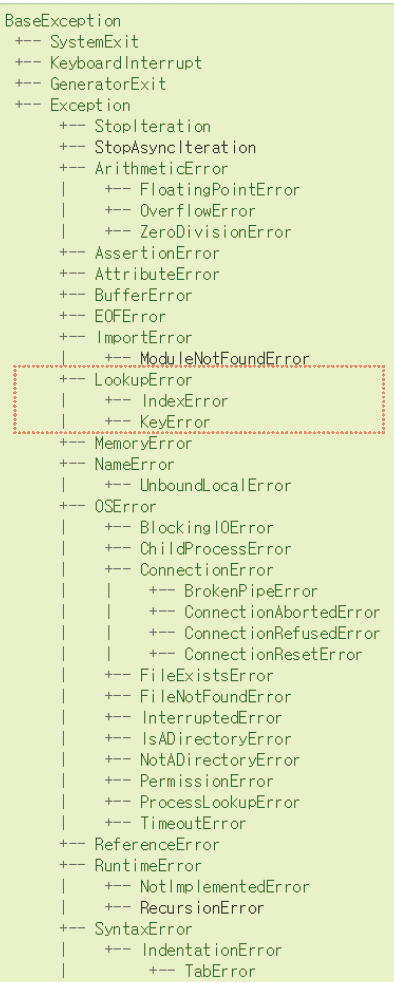 BaseException
 +-- SystemExit
 +-- KeyboardInterrupt
 +-- GeneratorExit
 +-- Exception
      +-- StopIteration
      +-- StopAsyncIteration
      +-- ArithmeticError
      |    +-- FloatingPointError
      |    +-- OverflowError
      |    +-- ZeroDivisionError
      +-- AssertionError
      +-- AttributeError
      +-- BufferError
      +-- EOFError
      +-- ImportError
      |    +-- ModuleNotFoundError
      +-- LookupError
      |    +-- IndexError
      |    +-- KeyError
      +-- MemoryError
      +-- NameError
      |    +-- UnboundLocalError
      +-- OSError
      |    +-- BlockingIOError
      |    +-- ChildProcessError
      |    +-- ConnectionError
      |    |    +-- BrokenPipeError
      |    |    +-- ConnectionAbortedError
      |    |    +-- ConnectionRefusedError
      |    |    +-- ConnectionResetError
      |    +-- FileExistsError
      |    +-- FileNotFoundError
      |    +-- InterruptedError
      |    +-- IsADirectoryError
      |    +-- NotADirectoryError
      |    +-- PermissionError
      |    +-- ProcessLookupError
      |    +-- TimeoutError
      +-- ReferenceError
      +-- RuntimeError
      |    +-- NotImplementedError
      |    +-- RecursionError
      +-- SyntaxError
      |    +-- IndentationError
      |         +-- TabError